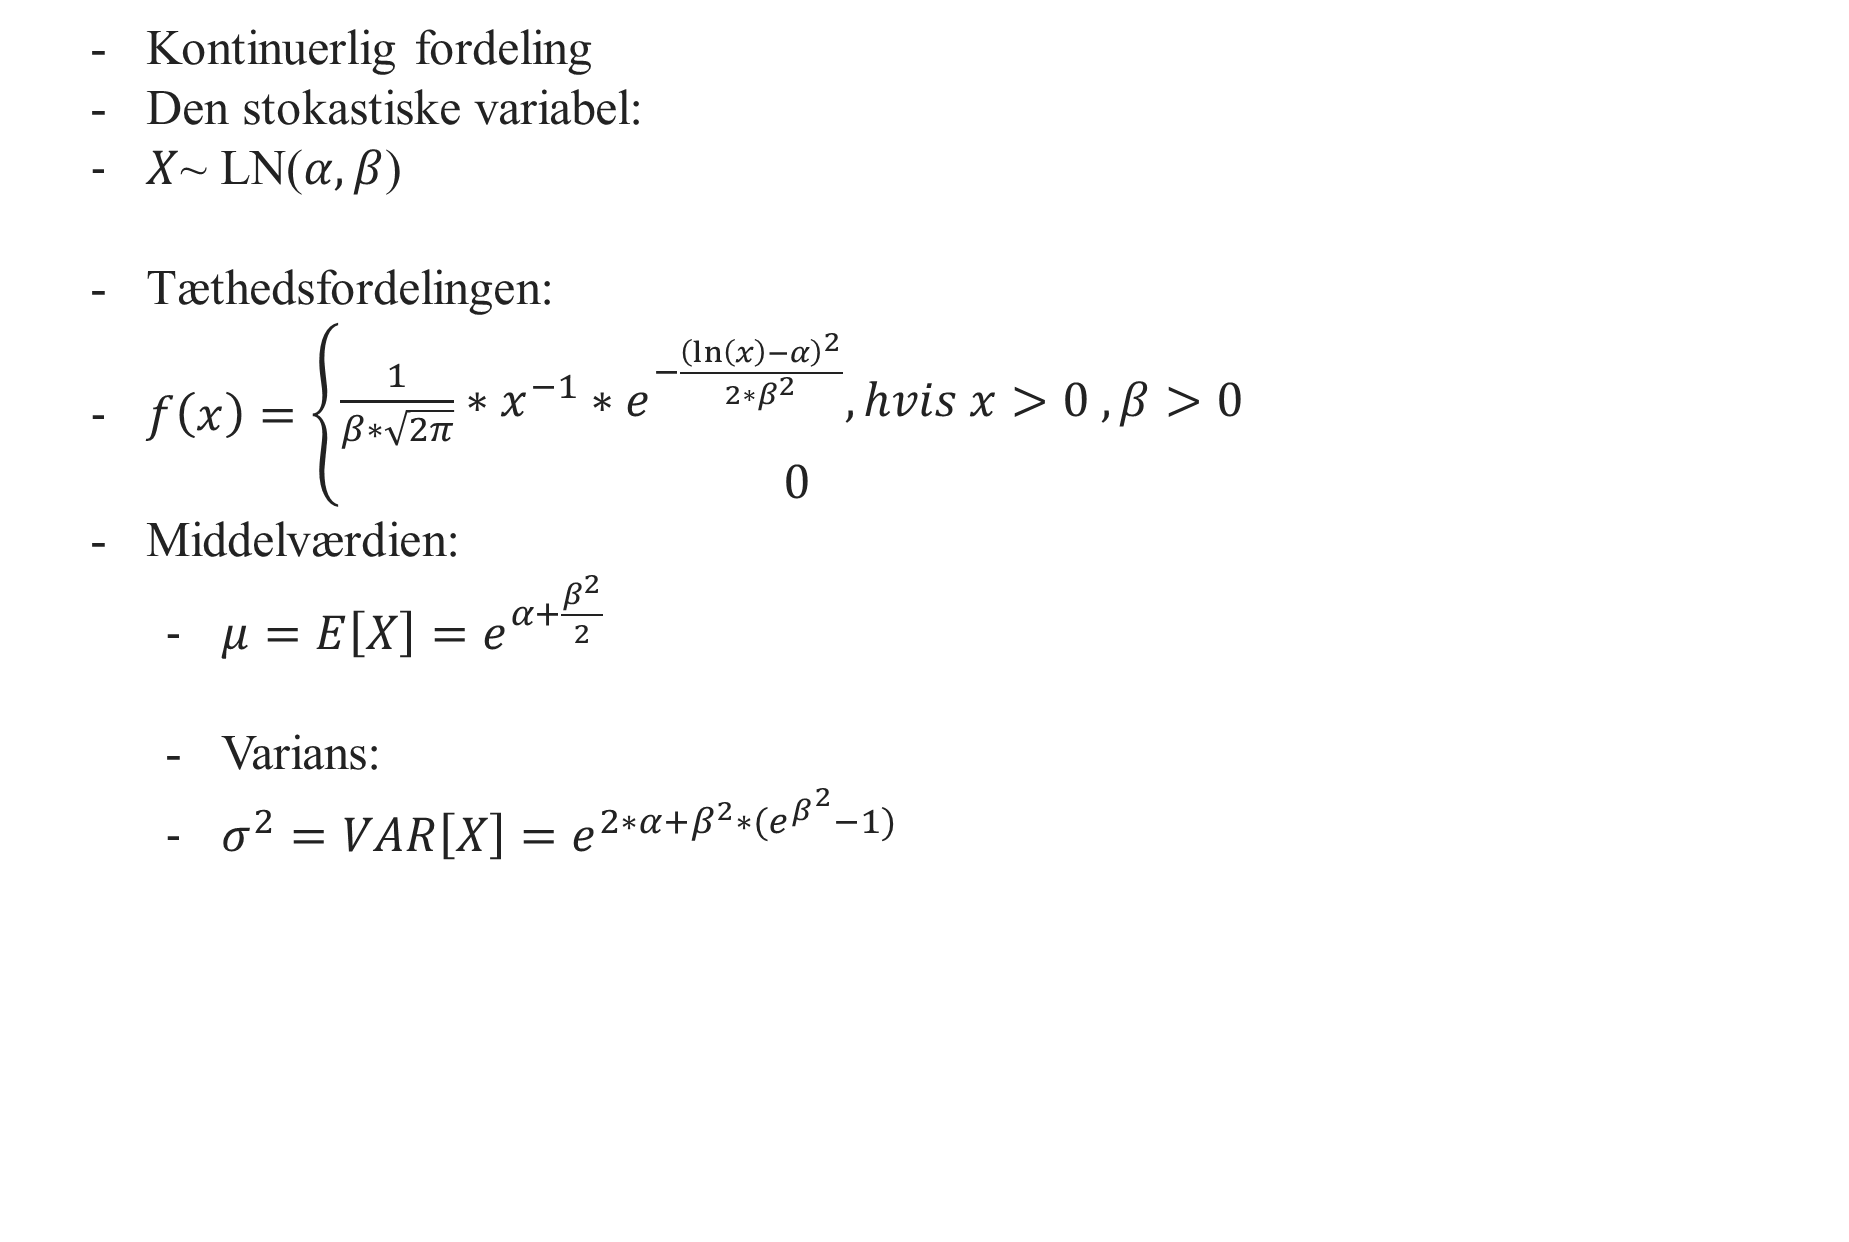 - Kontinuerlig fordeling
- Den stokastiske variabel:
- X~ LN(α, β)
- Tæthedsfordelingen:
- f(x) = { 1/(β*√2π) * x^−1 * e^(−(ln(x)−α)^2/(2*β^2)) , hvis x > 0 , β > 0
0
- Middelværdien:
- μ = E[X] = e^(α+β^2/2)
- Varians:
- σ^2 = VAR[X] = e^(2*α+β^2*(e^β^2−1))